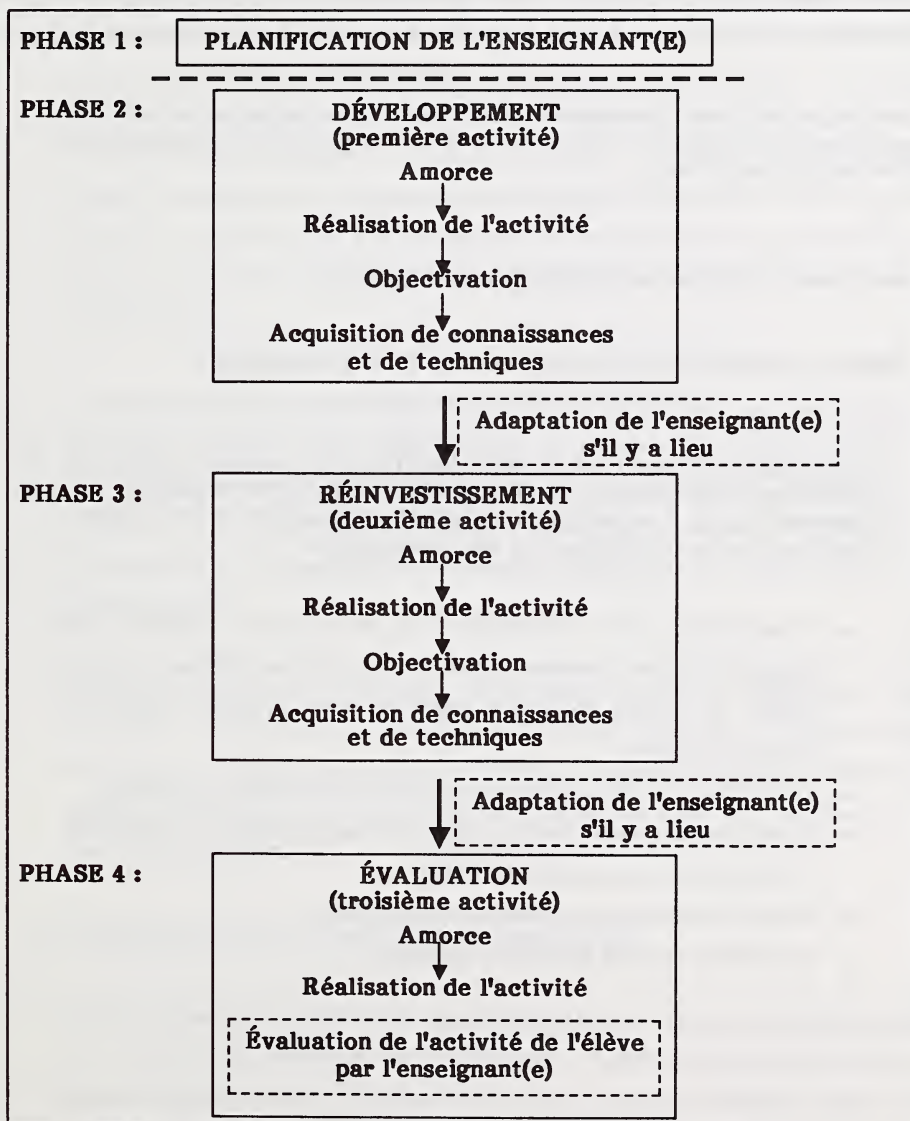 PHASE 1 : PLANIFICATION DE L'ENSEIGNANT(E)
PHASE 2 : DÉVELOPPEMENT
(première activité)
Amorce
Réalisation de l'activité
Objectivation
Acquisition de connaissances
et de techniques
Adaptation de l'enseignant(e)
s'il y a lieu
PHASE 3 : RÉINVESTISSEMENT
(deuxième activité)
Amorce
Réalisation de l'activité
Objectivation
Acquisition de connaissances
et de techniques
Adaptation de l'enseignant(e)
s'il y a lieu
PHASE 4 : ÉVALUATION
(troisième activité)
Amorce
Réalisation de l'activité
Évaluation de l'activité de l'élève
par l'enseignant(e)